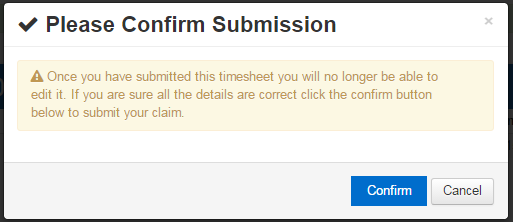 Please Confirm Submission
×
Once you have submitted this timesheet you will no longer be able to
edit it. If you are sure all the details are correct click the confirm button
below to submit your claim.
Confirm Cancel